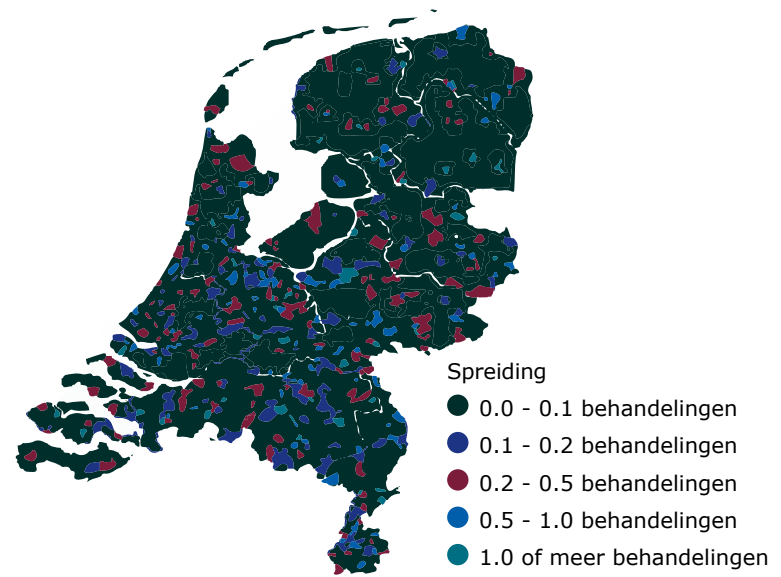 Spreiding
0.0 - 0.1 behandelingen
0.1 - 0.2 behandelingen
0.2 - 0.5 behandelingen
0.5 - 1.0 behandelingen
1.0 of meer behandelingen